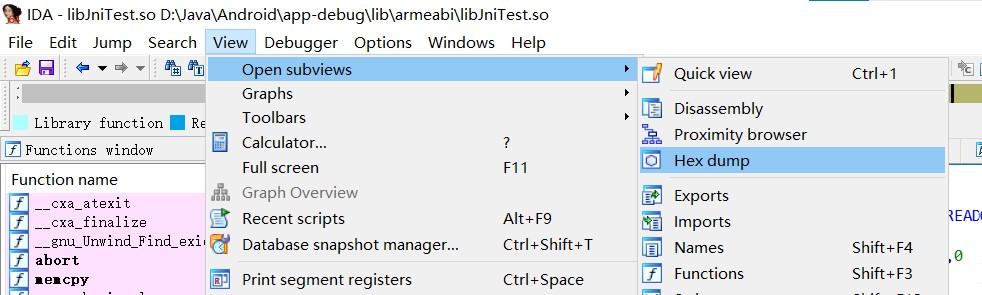 IDA - libJniTest.so D:\Java\Android\app-debug\lib\armeabi\libJniTest.so
File Edit Jump Search View Debugger Options Windows Help
Open subviews
Graphs
Toolbars
Calculator... ?
Full screen F11
Graph Overview
Recent scripts Alt+F9
Database snapshot manager... Ctrl+Shift+T
Print segment registers Ctrl+Space
Quick view Ctrl+1
Disassembly
Proximity browser
Hex dump
Exports
Imports
Names Shift+F4
Functions Shift+F3
Library function Re
Functions window
Function name
__cxa_atexit
__cxa_finalize
__gnu_Unwind_Find_exi
abort
memcpy
READO
,0